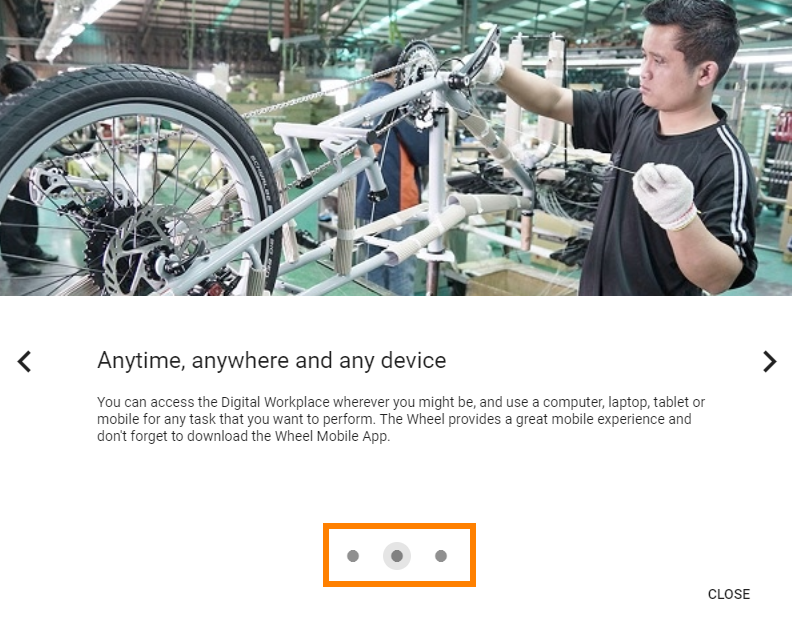 Anytime, anywhere and any device
You can access the Digital Workplace wherever you might be, and use a computer, laptop, tablet or
mobile for any task that you want to perform. The Wheel provides a great mobile experience and
don't forget to download the Wheel Mobile App.
CLOSE